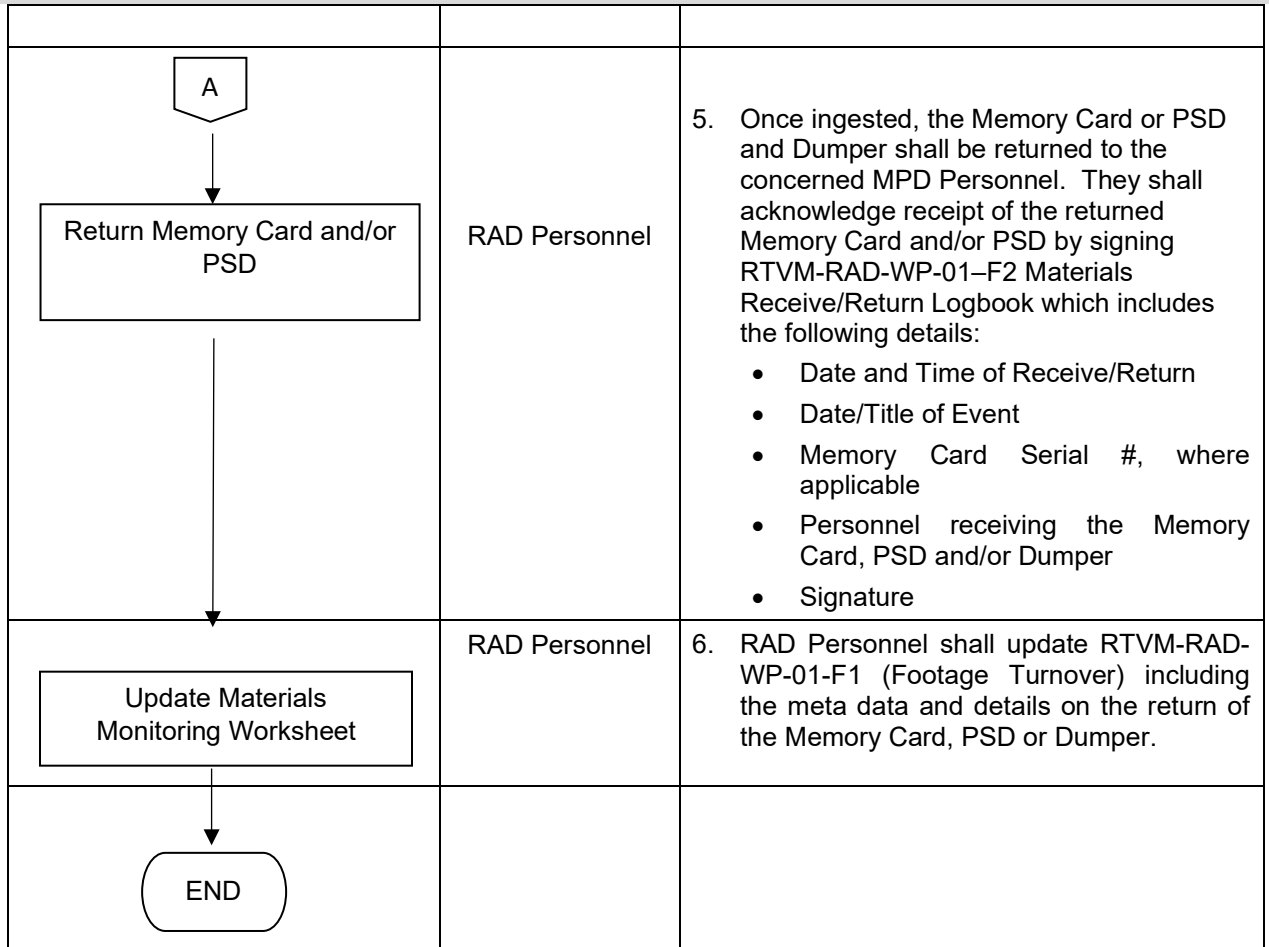 A
Return Memory Card and/or
PSD
RAD Personnel
5. Once ingested, the Memory Card or PSD
and Dumper shall be returned to the
concerned MPD Personnel. They shall
acknowledge receipt of the returned
Memory Card and/or PSD by signing
RTVM-RAD-WP-01–F2 Materials
Receive/Return Logbook which includes
the following details:
• Date and Time of Receive/Return
• Date/Title of Event
• Memory Card Serial #, where
applicable
• Personnel receiving the Memory
Card, PSD and/or Dumper
• Signature
Update Materials
Monitoring Worksheet
RAD Personnel
6. RAD Personnel shall update RTVM-RAD-
WP-01-F1 (Footage Turnover) including
the meta data and details on the return of
the Memory Card, PSD or Dumper.
END